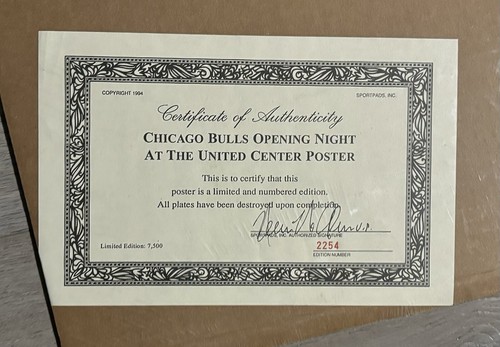 COPYRIGHT 1994 SPORTPADS, INC.
Certificate of Authenticity
CHICAGO BULLS OPENING NIGHT
AT THE UNITED CENTER POSTER
This is to certify that this
poster is a limited and numbered edition.
All plates have been destroyed upon completion.
SPORTPADS, INC. AUTHORIZED SIGNATURE
Limited Edition: 7,500
2254
EDITION NUMBER